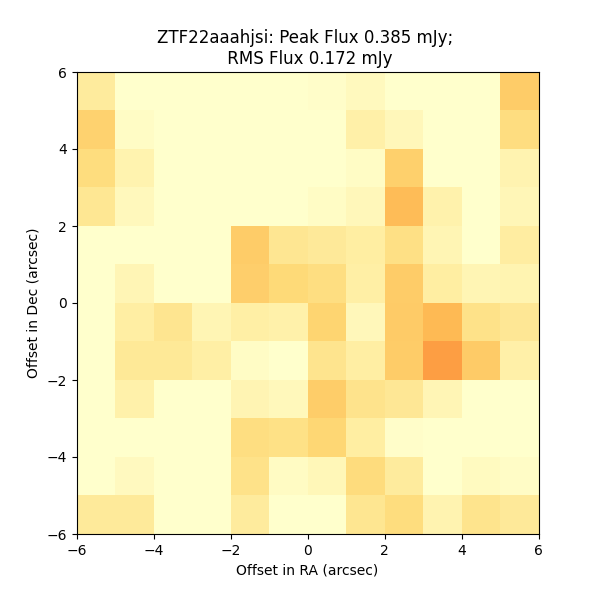 ZTF22aaahjsi: Peak Flux 0.385 mJy;
RMS Flux 0.172 mJy
6
4
2
0
−2
−4
−6
Offset in Dec (arcsec)
−6 −4 −2 0 2 4 6
Offset in RA (arcsec)